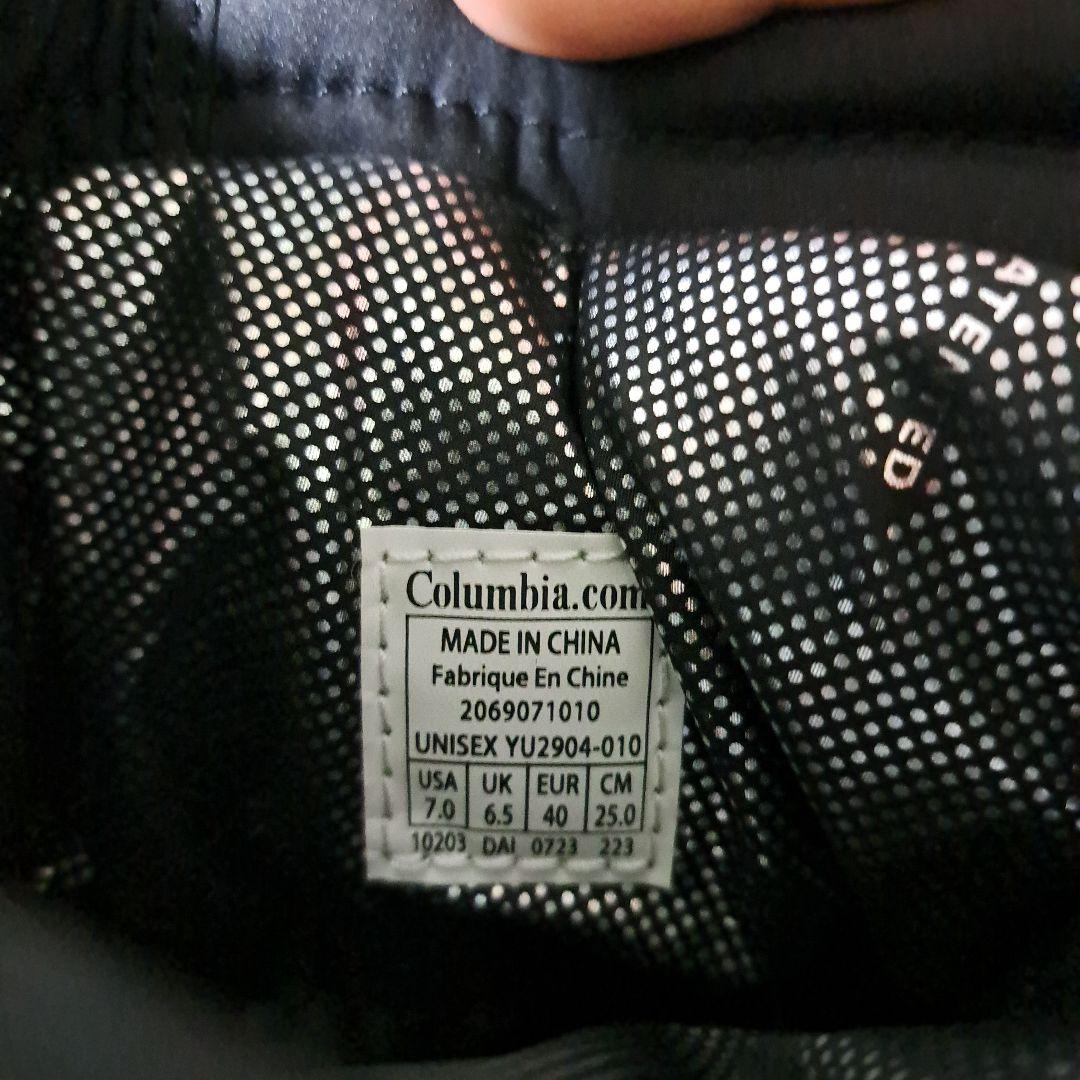 Columbia.com
MADE IN CHINA
Fabrique En Chine
2069071010
UNISEX YU2904-010
USA UK EUR CM
7.0 6.5 40 25.0
10203 DAI 0723 223